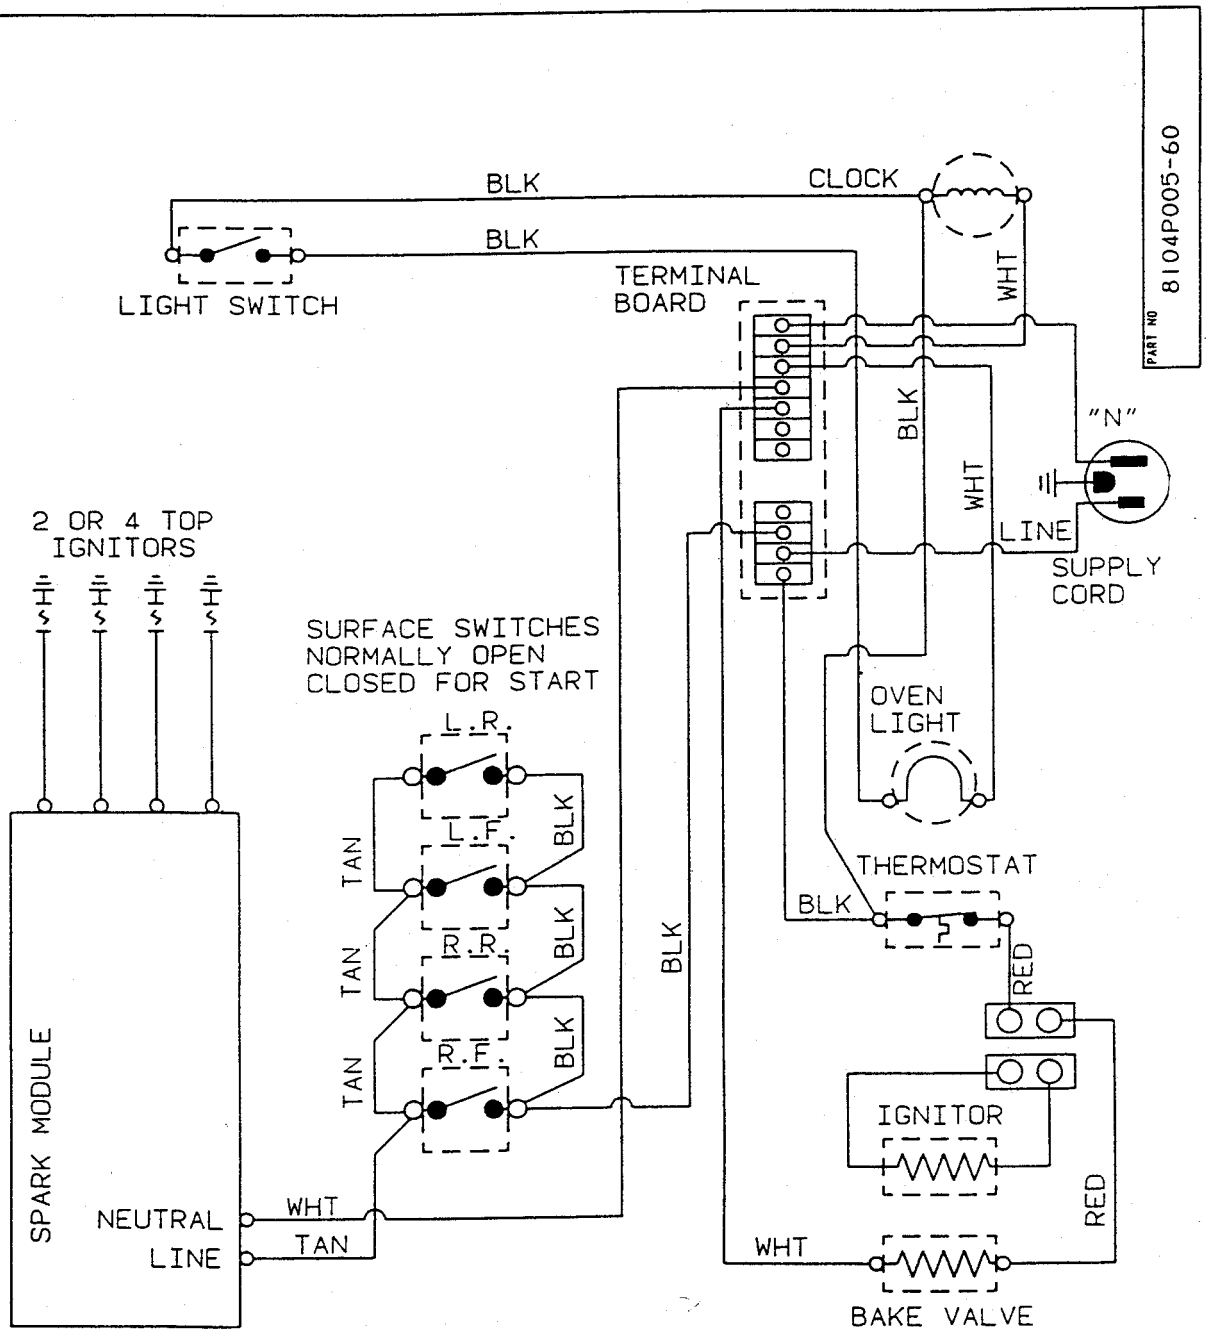 PART NO
8104P005-60
BLK
CLOCK
BLK
WHT
LIGHT SWITCH
TERMINAL
BOARD
BLK
"N"
WHT
LINE
SUPPLY
CORD
2 OR 4 TOP
IGNITORS
SURFACE SWITCHES
NORMALLY OPEN
CLOSED FOR START
L.R.
OVEN
LIGHT
TAN
BLK
L.F.
THERMOSTAT
BLK
BLK
TAN
BLK
R.R.
RED
TAN
BLK
R.F.
SPARK MODULE
IGNITOR
RED
NEUTRAL
WHT
LINE
TAN
WHT
BAKE VALVE